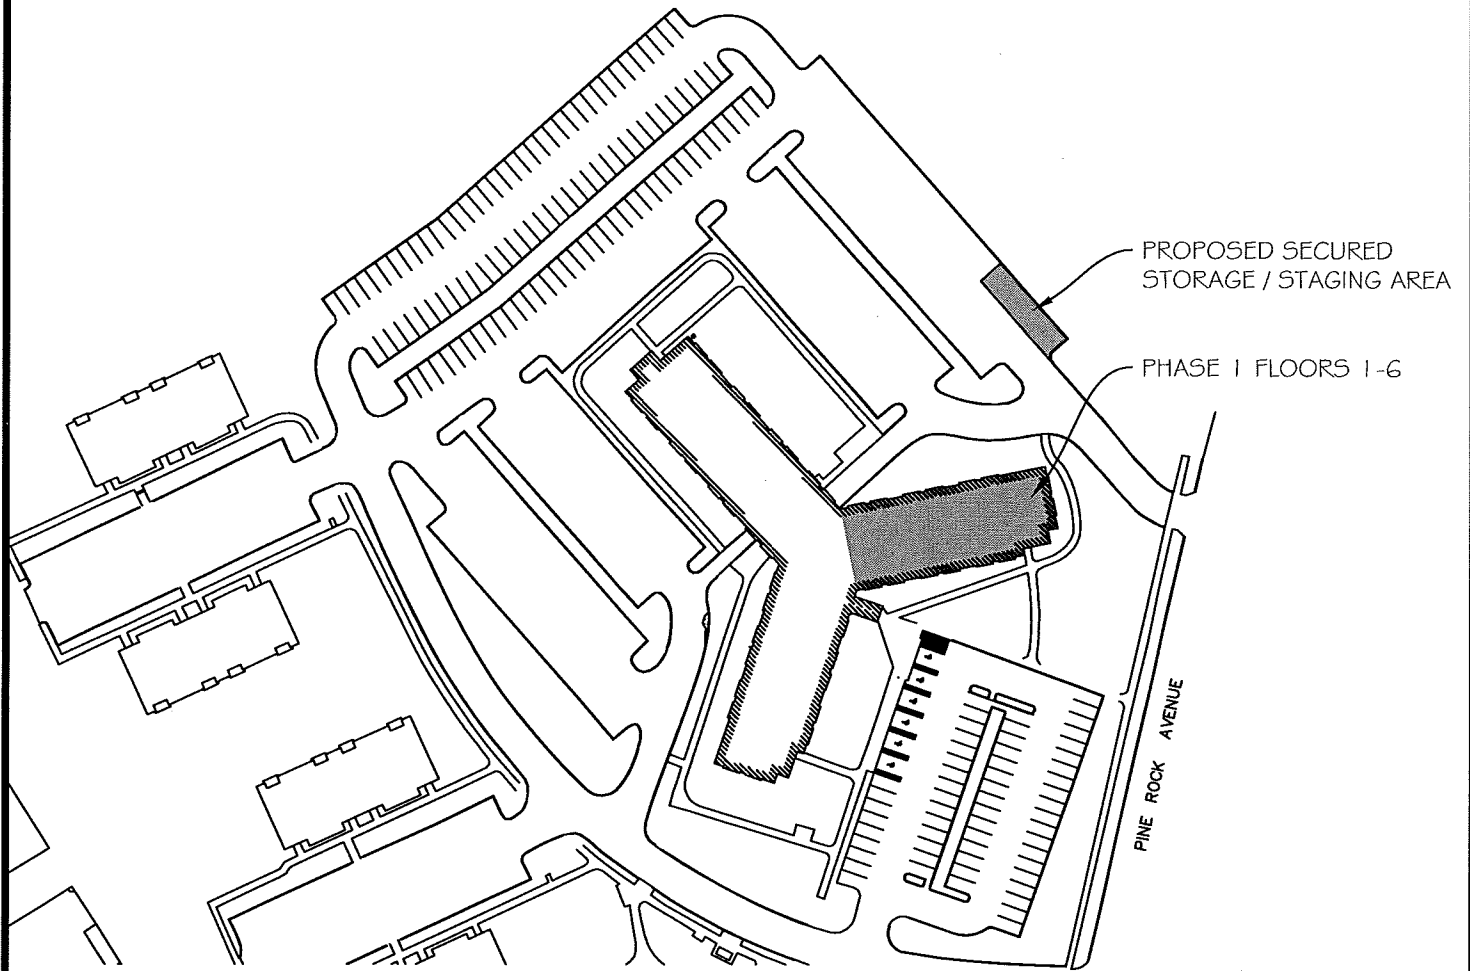 PROPOSED SECURED
STORAGE / STAGING AREA
PHASE 1 FLOORS 1-6
PINE ROCK AVENUE